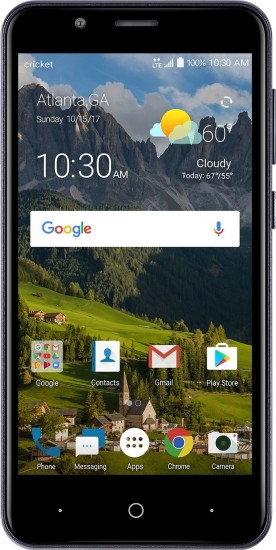 cricket LTE 100% 10:30 AM
Atlanta,GA
Sunday 10/15/17
60°
10:30 AM
Cloudy
Today: 67°/55°
Google
Google Contacts Gmail Play Store
Phone Messaging Apps Chrome Camera